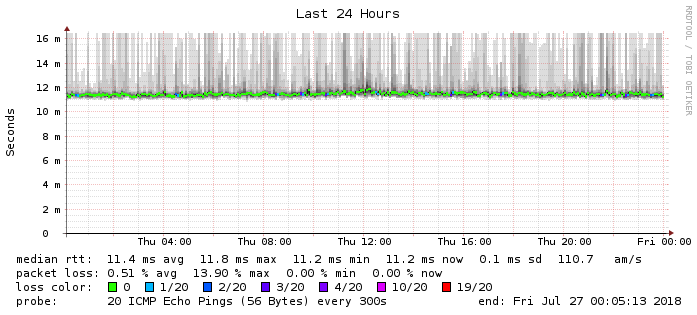 Last 24 Hours
RRDTOOL / TOBI OETIKER
Seconds
16 m
14 m
12 m
10 m
8 m
6 m
4 m
2 m
0
Thu 04:00 Thu 08:00 Thu 12:00 Thu 16:00 Thu 20:00 Fri 00:00
median rtt: 11.4 ms avg 11.8 ms max 11.2 ms min 11.2 ms now 0.1 ms sd 110.7 am/s
packet loss: 0.51 % avg 13.90 % max 0.00 % min 0.00 % now
loss color: 0 1/20 2/20 3/20 4/20 10/20 19/20
probe: 20 ICMP Echo Pings (56 Bytes) every 300s end: Fri Jul 27 00:05:13 2018